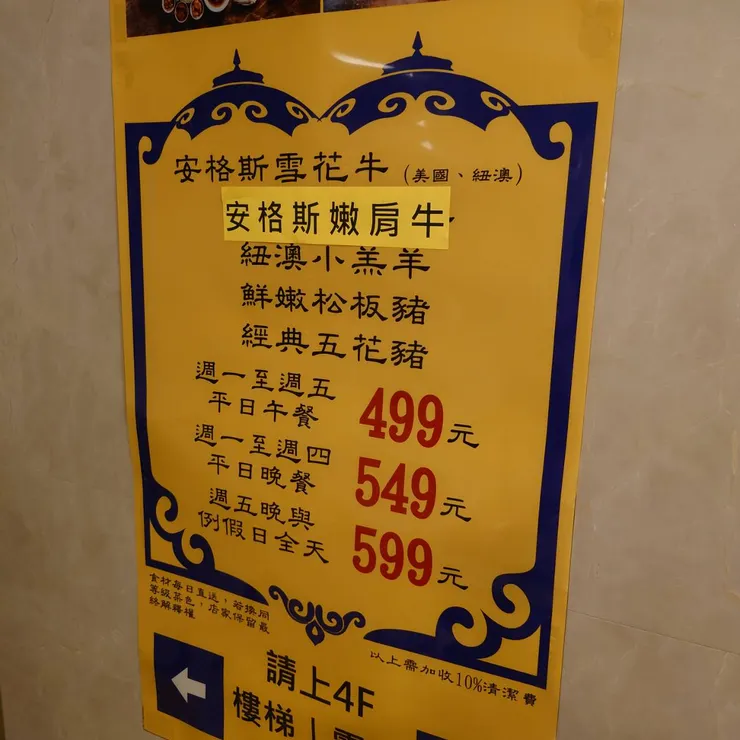 安格斯雪花牛（美國、紐澳）
安格斯嫩肩牛
紐澳小羔羊
鮮嫩松板豬
經典五花豬
週一至週五
平日午餐 499元
週一至週四
平日晚餐 549元
週五晚與
例假日全天 599元
食材每日直送，若換同
等級菜色，店家保留最
終解釋權
以上需加收10%清潔費
請上4F
樓梯｜電